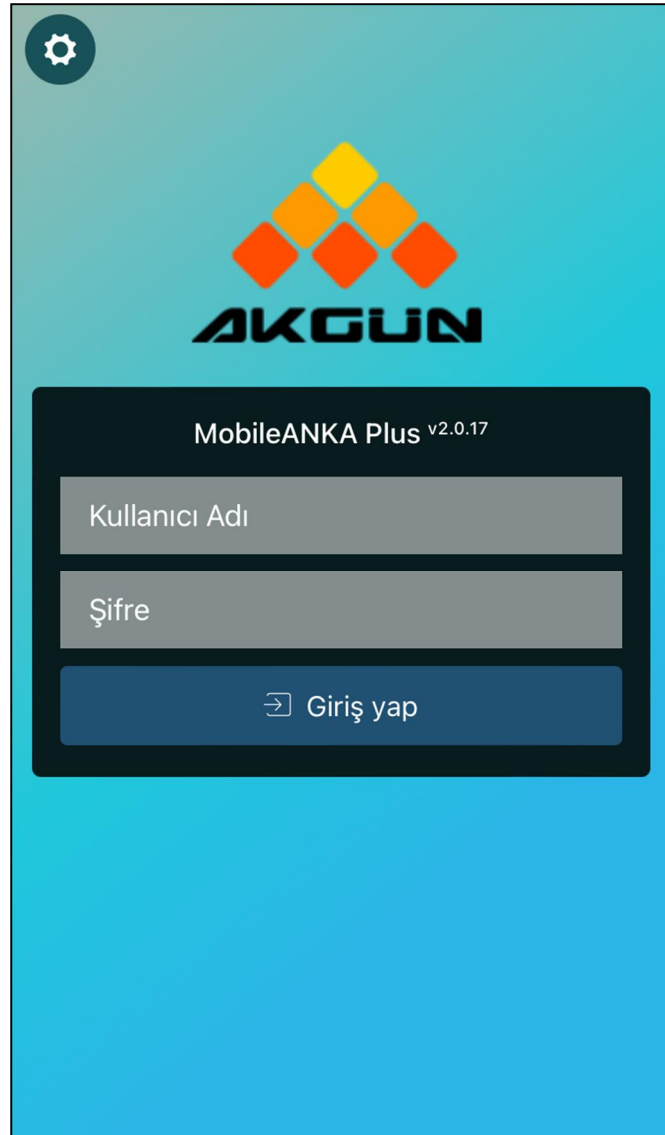 AKGÜN
MobileANKA Plus v2.0.17
Kullanıcı Adı
Şifre
Giriş yap